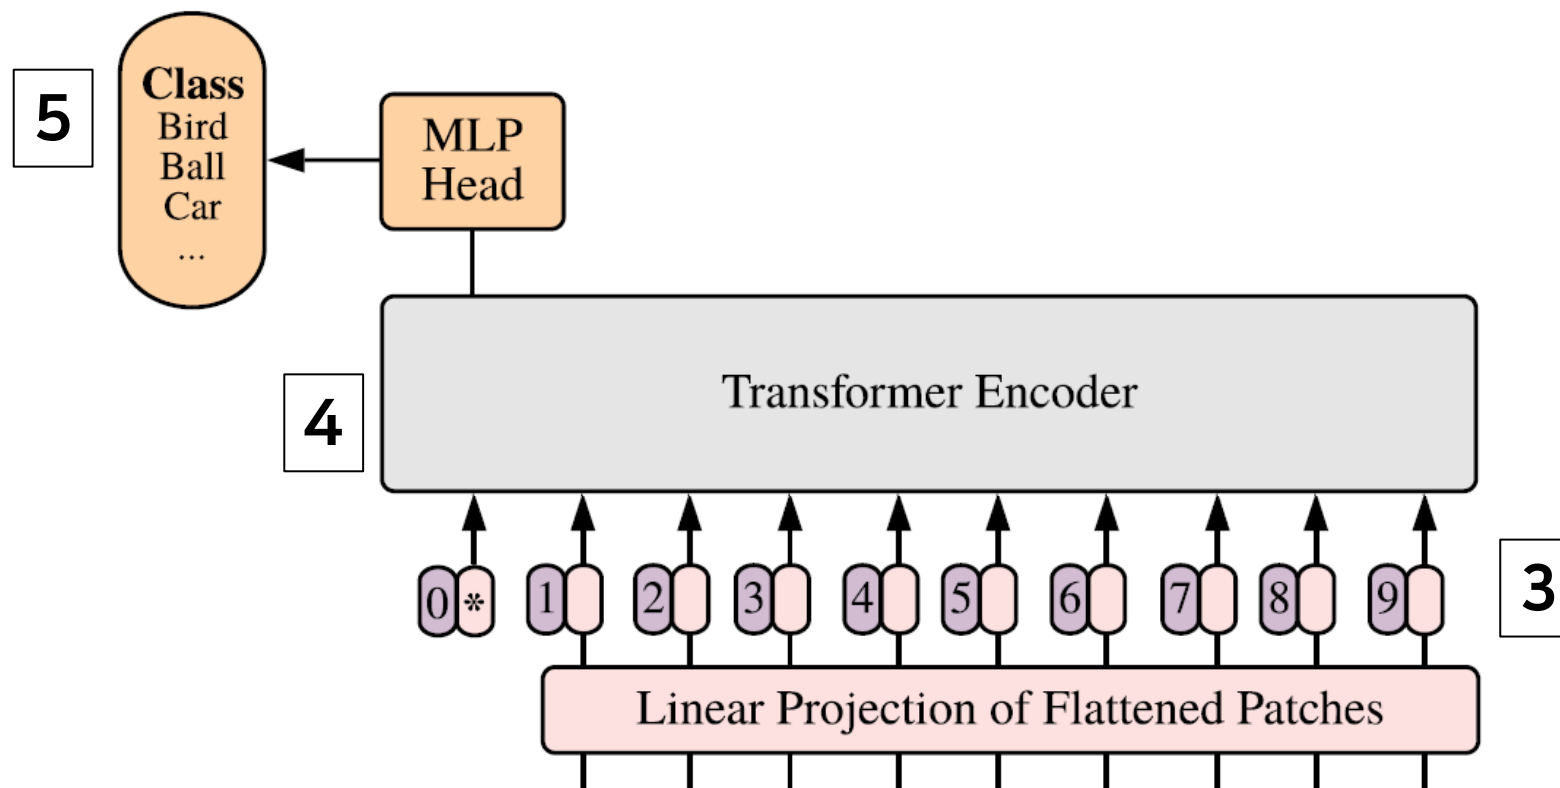 5
Class
Bird
Ball
Car
...
MLP
Head
4
Transformer Encoder
0 * 1 2 3 4 5 6 7 8 9
3
Linear Projection of Flattened Patches